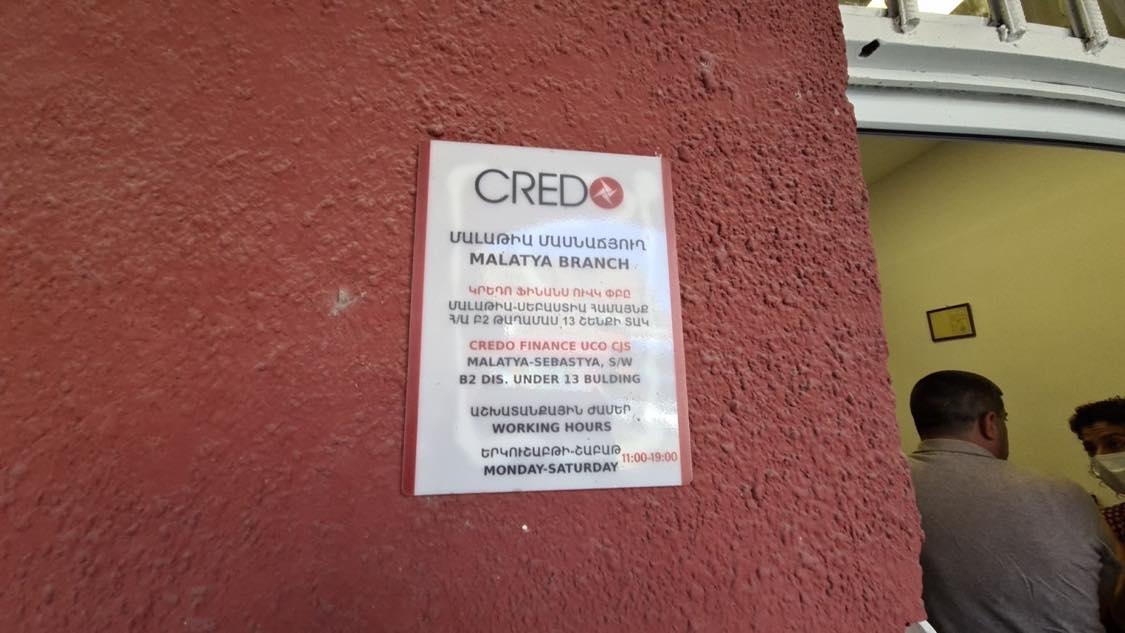 CREDO
ՄԱԼԱԹԻԱ ՄԱՍՆԱՃՅՈՒՂ
MALATYA BRANCH
ԿՐԵԴՈ ՖԻՆԱՆՍ ՈՒՎԿ ՓԲԸ
ՄԱԼԱԹԻԱ-ՍԵԲԱՍՏԻԱ ՀԱՄԱՅՆՔ
Հ/Ա Բ2 ԹԱՂԱՄԱՍ 13 ՇԵՆՔԻ ՏԱԿ
CREDO FINANCE UCO CJS
MALATYA-SEBASTYA, S/W
B2 DIS. UNDER 13 BULDING
ԱՇԽԱՏԱՆՔԱՅԻՆ ԺԱՄԵՐ
WORKING HOURS
ԵՐԿՈՒՇԱԲԹԻ-ՇԱԲԱԹ
MONDAY-SATURDAY 11:00-19:00